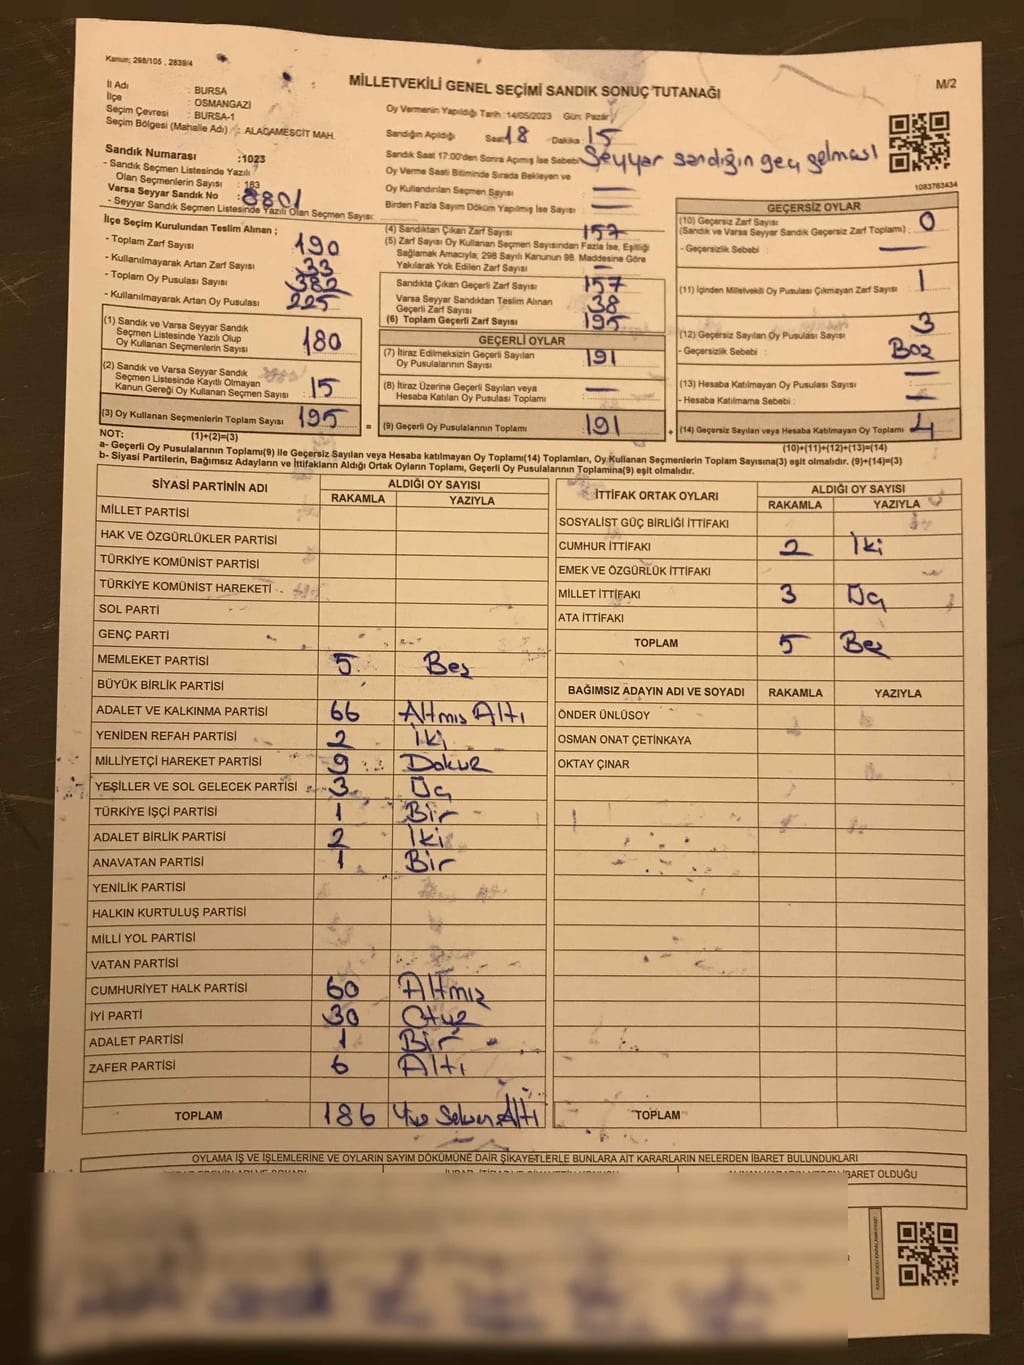 Kanun; 298/105 , 2839/4
MİLLETVEKİLİ GENEL SEÇİMİ SANDIK SONUÇ TUTANAĞI
M/2
İl Adı : BURSA
İlçe : OSMANGAZİ
Seçim Çevresi : BURSA-1
Seçim Bölgesi (Mahalle Adı) : ALACAMESCİT MAH.
Sandık Numarası :1023
- Sandık Seçmen Listesinde Yazılı
Olan Seçmenlerin Sayısı : 183
Varsa Seyyar Sandık No : 8801
- Seyyar Sandık Seçmen Listesinde Yazılı Olan Seçmen Sayısı:
Oy Vermenin Yapıldığı Tarih :14/05/2023 Gün: Pazar
Sandığın Açıldığı Saat 18 Dakika 15
Sandık Saat 17:00'den Sonra Açımış İse Sebebi Seyyar sandığın geç gelmasi
Oy Verme Saati Bitiminde Sırada Bekleyen ve
Oy Kullandırılan Seçmen Sayısı —
Birden Fazla Sayım Döküm Yapılmış İse Sayısı —
1083763434
İlçe Seçim Kurulundan Teslim Alınan ;
- Toplam Zarf Sayısı 190
- Kullanılmayarak Artan Zarf Sayısı 33
- Toplam Oy Pusulası Sayısı 382
- Kullanılmayarak Artan Oy Pusulası 225
(1) Sandık ve Varsa Seyyar Sandık
Seçmen Listesinde Yazılı Olup
Oy Kullanan Seçmenlerin Sayısı 180
(2) Sandık ve Varsa Seyyar Sandık
Seçmen Listesinde Kayıtlı Olmayan
Kanun Gereği Oy Kullanan Seçmen Sayısı 15
(3) Oy Kullanan Seçmenlerin Toplam Sayısı 195
(1)+(2)=(3)
(4) Sandıktan Çıkan Zarf Sayısı 157
(5) Zarf Sayısı Oy Kullanan Seçmen Sayısından Fazla İse, Eşitliği
Sağlamak Amacıyla; 298 Sayılı Kanunun 98. Maddesine Göre
Yakılarak Yok Edilen Zarf Sayısı —
Sandıkta Çıkan Geçerli Zarf Sayısı 157
Varsa Seyyar Sandıktan Teslim Alınan
Geçerli Zarf Sayısı 38
(6) Toplam Geçerli Zarf Sayısı 195
GEÇERLİ OYLAR
(7) İtiraz Edilmeksizin Geçerli Sayılan
Oy Pusulalarının Sayısı 191
(8) İtiraz Üzerine Geçerli Sayılan veya
Hesaba Katılan Oy Pusulası Toplamı —
= (9) Geçerli Oy Pusulalarının Toplamı 191
GEÇERSİZ OYLAR
(10) Geçersiz Zarf Sayısı
(Sandık ve Varsa Seyyar Sandık Geçersiz Zarf Toplamı) : 0
- Geçersizlik Sebebi : —
(11) İçinden Milletvekili Oy Pusulası Çıkmayan Zarf Sayısı 1
(12) Geçersiz Sayılan Oy Pusulası Sayısı 3
- Geçersizlik Sebebi : Boz
(13) Hesaba Katılmayan Oy Pusulası Sayısı —
- Hesaba Katılmama Sebebi : —
+ (14) Geçersiz Sayılan veya Hesaba Katılmayan Oy Toplamı 4
(10)+(11)+(12)+(13)=(14)
NOT:
a- Geçerli Oy Pusulalarının Toplamı(9) ile Geçersiz Sayılan veya Hesaba katılmayan Oy Toplamı(14) Toplamları, Oy Kullanan Seçmenlerin Toplam Sayısına(3) eşit olmalıdır. (9)+(14)=(3)
b- Siyasi Partilerin, Bağımsız Adayların ve İttifakların Aldığı Ortak Oyların Toplamı, Geçerli Oy Pusulalarının Toplamına(9) eşit olmalıdır.
SİYASİ PARTİNİN ADI ALDIĞI OY SAYISI
RAKAMLA YAZIYLA
MİLLET PARTİSİ
HAK VE ÖZGÜRLÜKLER PARTİSİ
TÜRKİYE KOMÜNİST PARTİSİ
TÜRKİYE KOMÜNİST HAREKETİ
SOL PARTİ
GENÇ PARTİ
MEMLEKET PARTİSİ 5 Beş
BÜYÜK BİRLİK PARTİSİ
ADALET VE KALKINMA PARTİSİ 66 Altmış Altı
YENİDEN REFAH PARTİSİ 2 İki
MİLLİYETÇİ HAREKET PARTİSİ 9 Dokuz
YEŞİLLER VE SOL GELECEK PARTİSİ 3 Üç
TÜRKİYE İŞÇİ PARTİSİ 1 Bir
ADALET BİRLİK PARTİSİ 2 İki
ANAVATAN PARTİSİ 1 Bir
YENİLİK PARTİSİ
HALKIN KURTULUŞ PARTİSİ
MİLLİ YOL PARTİSİ
VATAN PARTİSİ
CUMHURİYET HALK PARTİSİ 60 Altmış
İYİ PARTİ 30 Otuz
ADALET PARTİSİ 1 Bir
ZAFER PARTİSİ 6 Altı
TOPLAM 186 Yüz Seksen Altı
İTTİFAK ORTAK OYLARI ALDIĞI OY SAYISI
RAKAMLA YAZIYLA
SOSYALİST GÜÇ BİRLİĞİ İTTİFAKI
CUMHUR İTTİFAKI 2 İki
EMEK VE ÖZGÜRLÜK İTTİFAKI
MİLLET İTTİFAKI 3 Üç
ATA İTTİFAKI
TOPLAM 5 Beş
BAĞIMSIZ ADAYIN ADI VE SOYADI RAKAMLA YAZIYLA
ÖNDER ÜNLÜSOY
OSMAN ONAT ÇETİNKAYA
OKTAY ÇINAR
TOPLAM
OYLAMA İŞ VE İŞLEMLERİNE VE OYLARIN SAYIM DÖKÜMÜNE DAİR ŞİKAYETLERLE BUNLARA AİT KARARLARIN NELERDEN İBARET BULUNDUKLARI
İBARET OLDUĞU